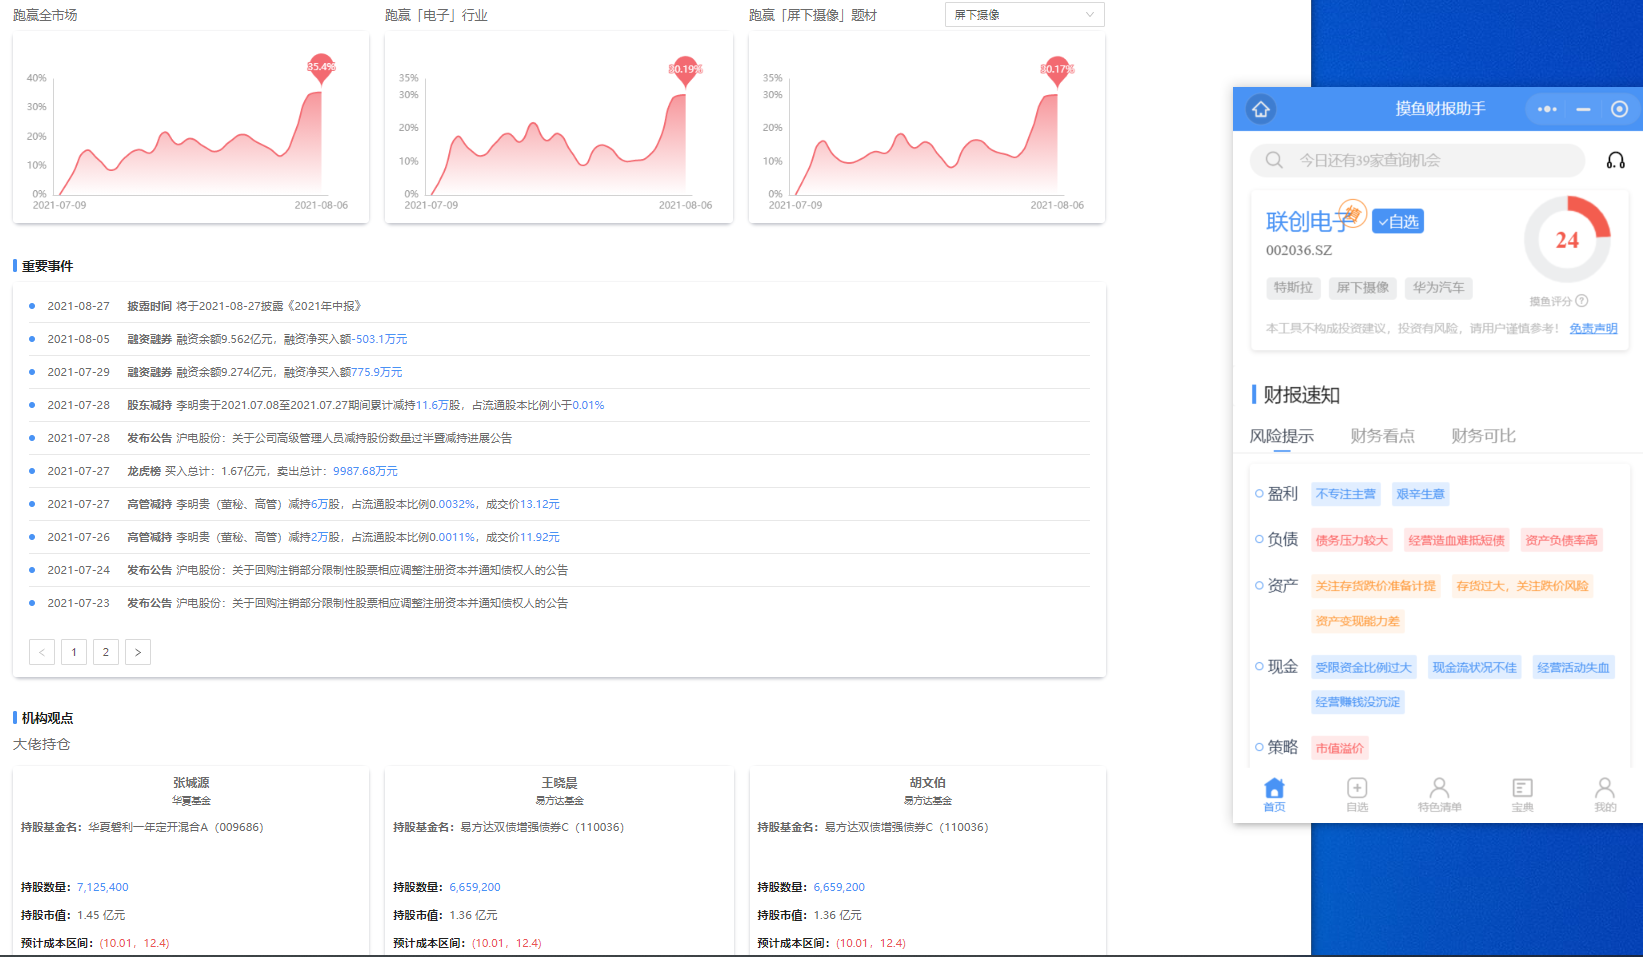 跑赢全市场
跑赢「电子」行业
跑赢「屏下摄像」题材
屏下摄像
35.4%
40%
30%
20%
10%
0%
2021-07-09
2021-08-06
30.19%
35%
30%
20%
10%
0%
2021-07-09
2021-08-06
30.17%
35%
30%
20%
10%
0%
2021-07-09
2021-08-06
重要事件
2021-08-27 披露时间 将于2021-08-27披露《2021年中报》
2021-08-05 融资融券 融资余额9.562亿元，融资净买入额-503.1万元
2021-07-29 融资融券 融资余额9.274亿元，融资净买入额775.9万元
2021-07-28 股东减持 李明贵于2021.07.08至2021.07.27期间累计减持11.6万股，占流通股本比例小于0.01%
2021-07-28 发布公告 沪电股份：关于公司高级管理人员减持股份数量过半暨减持进展公告
2021-07-27 龙虎榜 买入总计：1.67亿元，卖出总计：9987.68万元
2021-07-27 高管减持 李明贵（董秘、高管）减持6万股，占流通股本比例0.0032%，成交价13.12元
2021-07-26 高管减持 李明贵（董秘、高管）减持2万股，占流通股本比例0.0011%，成交价11.92元
2021-07-24 发布公告 沪电股份：关于回购注销部分限制性股票相应调整注册资本并通知债权人的公告
2021-07-23 发布公告 沪电股份：关于回购注销部分限制性股票相应调整注册资本并通知债权人的公告
< 1 2 >
机构观点
大佬持仓
张城源
华夏基金
持股基金名：华夏磐利一年定开混合A（009686）
持股数量：7,125,400
持股市值：1.45 亿元
预计成本区间：(10.01，12.4)
王晓晨
易方达基金
持股基金名：易方达双债增强债券C（110036）
持股数量：6,659,200
持股市值：1.36 亿元
预计成本区间：(10.01，12.4)
胡文伯
易方达基金
持股基金名：易方达双债增强债券C（110036）
持股数量：6,659,200
持股市值：1.36 亿元
预计成本区间：(10.01，12.4)
摸鱼财报助手
今日还有39家查询机会
联创电子
自选
24
002036.SZ
特斯拉 屏下摄像 华为汽车
摸鱼评分?
本工具不构成投资建议，投资有风险，请用户谨慎参考！ 免责声明
财报速知
风险提示 财务看点 财务可比
盈利 不专注主营 艰辛生意
负债 债务压力较大 经营造血难抵短债 资产负债率高
资产 关注存货跌价准备计提 存货过大，关注跌价风险
资产变现能力差
现金 受限资金比例过大 现金流状况不佳 经营活动失血
经营赚钱没沉淀
策略 市值溢价
首页 自选 特色清单 宝典 我的